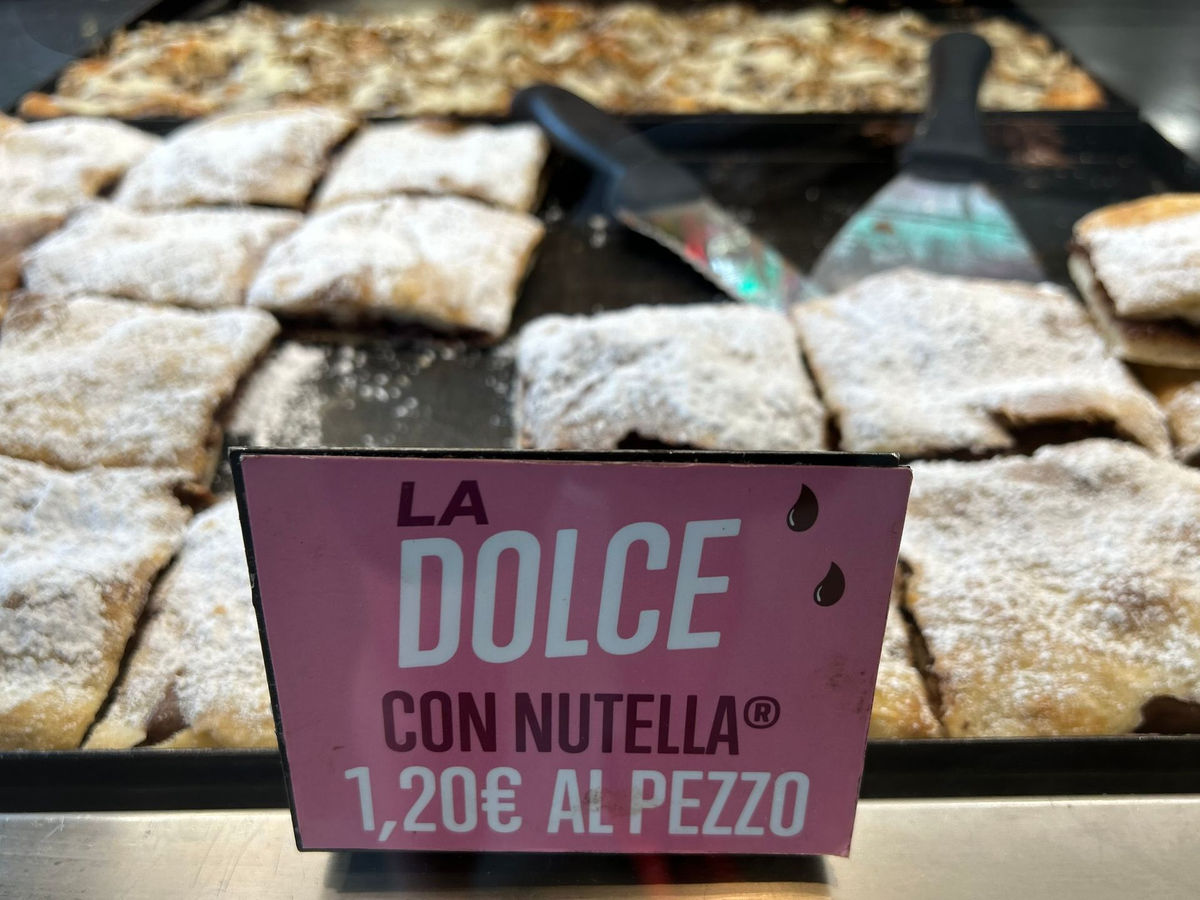 LA
DOLCE
CON NUTELLA®
1,20€ AL PEZZO